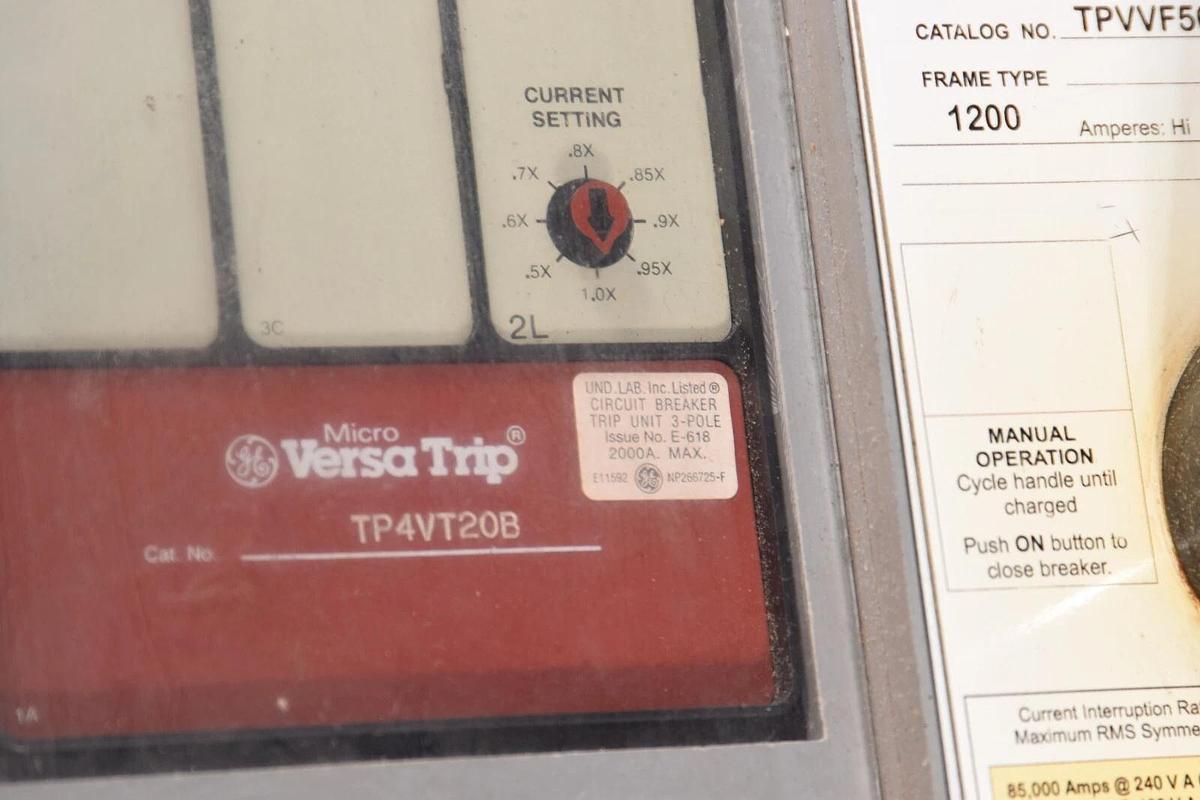 CURRENT
SETTING
.8X
.7X
.85X
.6X
.9X
.5X
.95X
1.0X
3C
2L
UND. LAB. Inc. Listed ®
CIRCUIT BREAKER
TRIP UNIT 3-POLE
Issue No. E-618
2000A. MAX.
E11592 GE NP266725-F
Micro
GE VersaTrip®
TP4VT20B
Cat. No.
1A
CATALOG NO. TPVVF5
FRAME TYPE
1200 Amperes: Hi
MANUAL
OPERATION
Cycle handle until
charged
Push ON button to
close breaker.
Current Interruption Ra
Maximum RMS Symme
85,000 Amps @ 240 V A